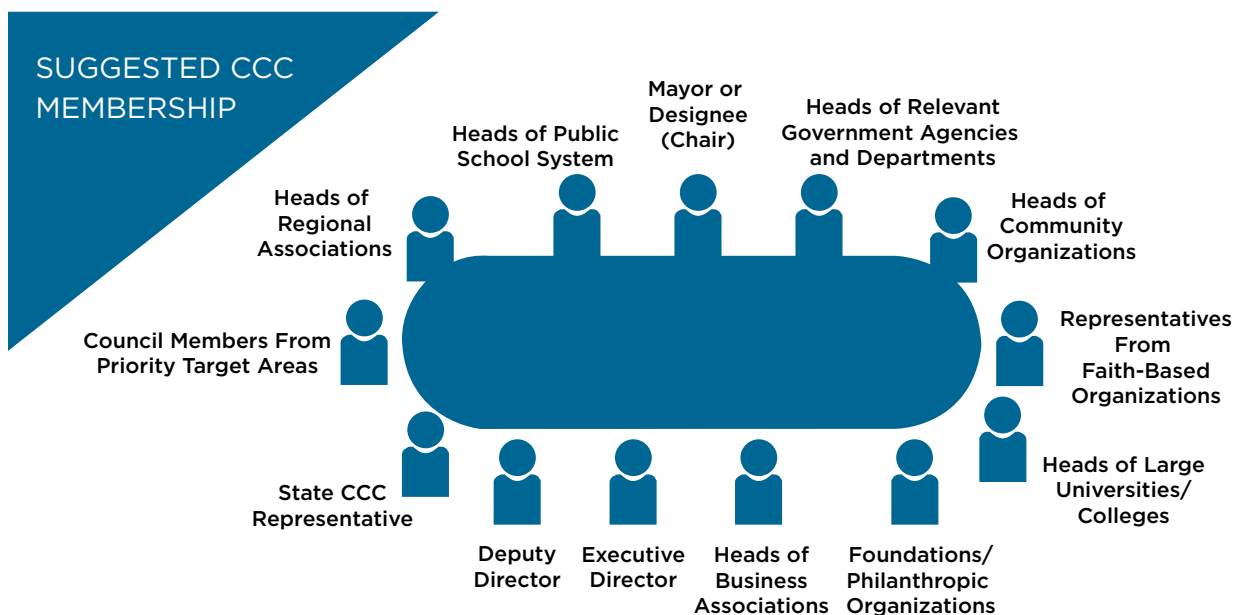 SUGGESTED CCC
MEMBERSHIP
Mayor or
Designee
(Chair)
Heads of Public
School System
Heads of Relevant
Government Agencies
and Departments
Heads of
Regional
Associations
Heads of
Community
Organizations
Council Members From
Priority Target Areas
Representatives
From
Faith-Based
Organizations
State CCC
Representative
Heads of Large
Universities/
Colleges
Deputy
Director
Executive
Director
Heads of
Business
Associations
Foundations/
Philanthropic
Organizations